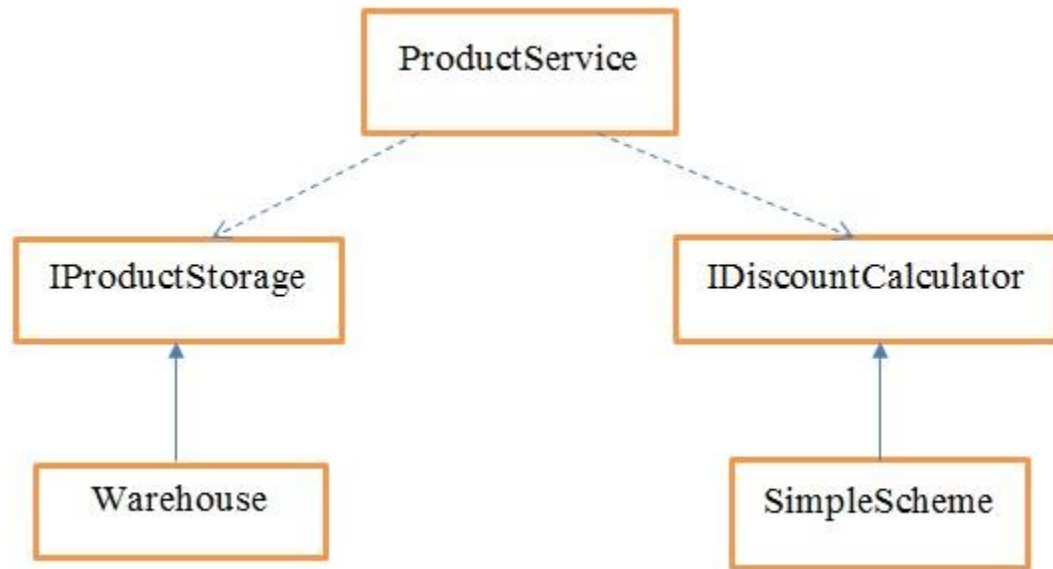 ProductService
IProductStorage
IDiscountCalculator
Warehouse
SimpleScheme